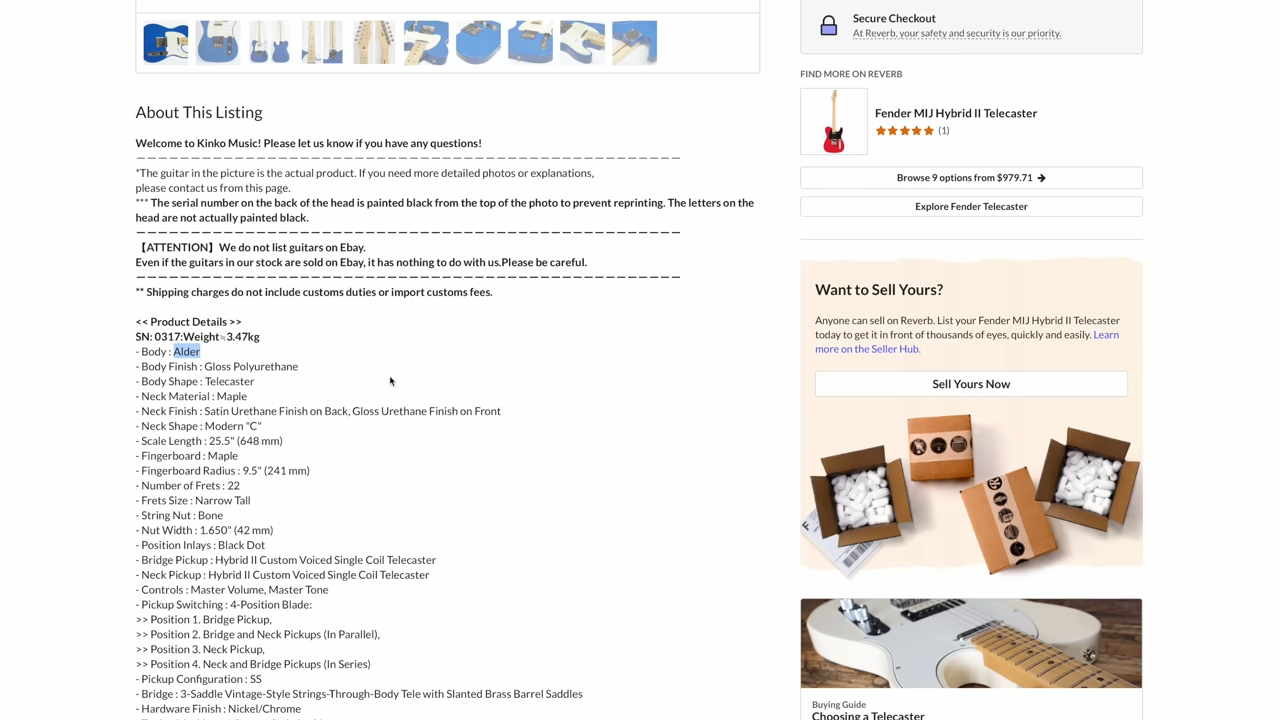 About This Listing
Welcome to Kinko Music! Please let us know if you have any questions!
—————————————————————————————————————————————————
*The guitar in the picture is the actual product. If you need more detailed photos or explanations,
please contact us from this page.
*** The serial number on the back of the head is painted black from the top of the photo to prevent reprinting. The letters on the
head are not actually painted black.
—————————————————————————————————————————————————
【ATTENTION】We do not list guitars on Ebay.
Even if the guitars in our stock are sold on Ebay, it has nothing to do with us.Please be careful.
—————————————————————————————————————————————————
** Shipping charges do not include customs duties or import customs fees.
<< Product Details >>
SN: 0317:Weight≒3.47kg
- Body : Alder
- Body Finish : Gloss Polyurethane
- Body Shape : Telecaster
- Neck Material : Maple
- Neck Finish : Satin Urethane Finish on Back, Gloss Urethane Finish on Front
- Neck Shape : Modern "C"
- Scale Length : 25.5" (648 mm)
- Fingerboard : Maple
- Fingerboard Radius : 9.5" (241 mm)
- Number of Frets : 22
- Frets Size : Narrow Tall
- String Nut : Bone
- Nut Width : 1.650" (42 mm)
- Position Inlays : Black Dot
- Bridge Pickup : Hybrid II Custom Voiced Single Coil Telecaster
- Neck Pickup : Hybrid II Custom Voiced Single Coil Telecaster
- Controls : Master Volume, Master Tone
- Pickup Switching : 4-Position Blade:
>> Position 1. Bridge Pickup,
>> Position 2. Bridge and Neck Pickups (In Parallel),
>> Position 3. Neck Pickup,
>> Position 4. Neck and Bridge Pickups (In Series)
- Pickup Configuration : SS
- Bridge : 3-Saddle Vintage-Style Strings-Through-Body Tele with Slanted Brass Barrel Saddles
- Hardware Finish : Nickel/Chrome
Secure Checkout
At Reverb, your safety and security is our priority.
FIND MORE ON REVERB
Fender MIJ Hybrid II Telecaster
(1)
Browse 9 options from $979.71 →
Explore Fender Telecaster
Want to Sell Yours?
Anyone can sell on Reverb. List your Fender MIJ Hybrid II Telecaster
today to get it in front of thousands of eyes, quickly and easily. Learn
more on the Seller Hub.
Sell Yours Now
Buying Guide
Choosing a Telecaster